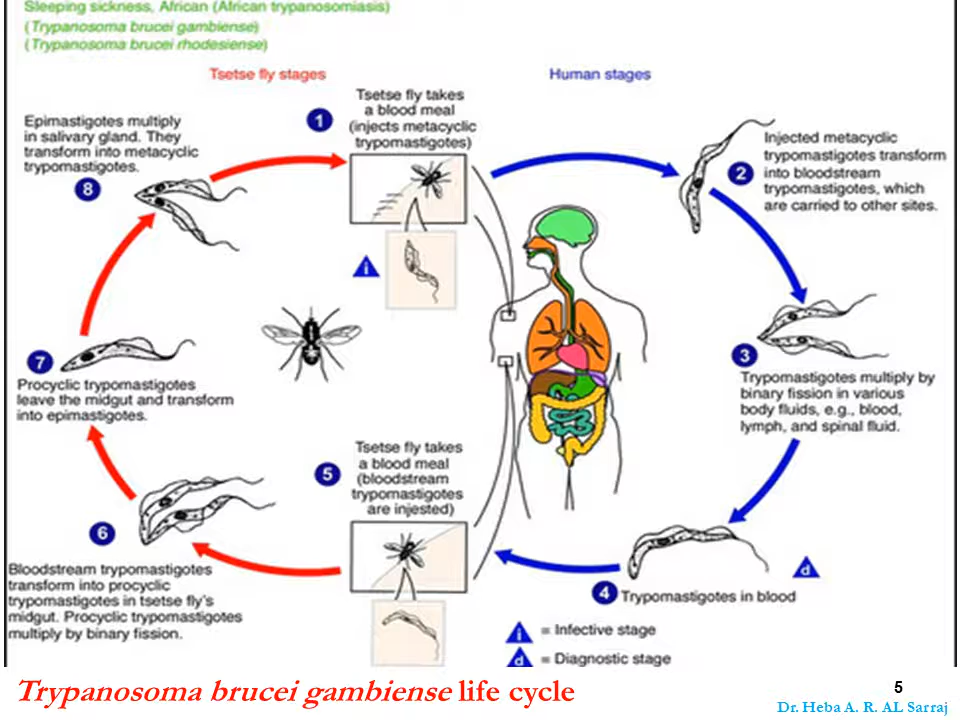 Sleeping sickness, African (African trypanosomiasis)
(Trypanosoma brucei gambiense)
(Trypanosoma brucei rhodesiense)
Tsetse fly stages
Human stages
Tsetse fly takes
a blood meal
(injects metacyclic
trypomastigotes)
1
Injected metacyclic
trypomastigotes transform
into bloodstream
trypomastigotes, which
are carried to other sites.
2
3
Trypomastigotes multiply by
binary fission in various
body fluids, e.g., blood,
lymph, and spinal fluid.
4
Trypomastigotes in blood
d
Tsetse fly takes
a blood meal
(bloodstream
trypomastigotes
are injested)
5
6
Bloodstream trypomastigotes
transform into procyclic
trypomastigotes in tsetse fly's
midgut. Procyclic trypomastigotes
multiply by binary fission.
7
Procyclic trypomastigotes
leave the midgut and transform
into epimastigotes.
Epimastigotes multiply
in salivary gland. They
transform into metacyclic
trypomastigotes.
8
i
i = Infective stage
d = Diagnostic stage
Trypanosoma brucei gambiense life cycle
5
Dr. Heba A. R. AL Sarraj